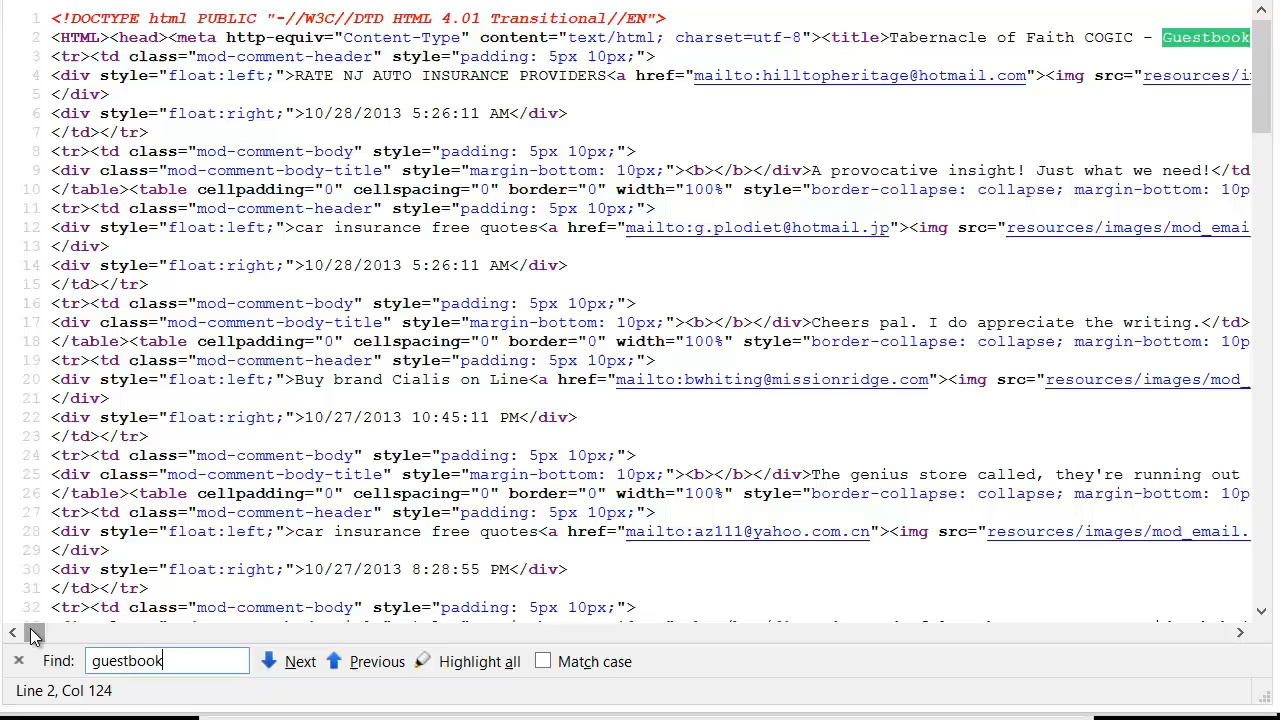 1 <!DOCTYPE html PUBLIC "-//W3C//DTD HTML 4.01 Transitional//EN">
2 <HTML><head><meta http-equiv="Content-Type" content="text/html; charset=utf-8"><title>Tabernacle of Faith COGIC - Guestbook
3 <tr><td class="mod-comment-header" style="padding: 5px 10px;">
4 <div style="float:left;">RATE NJ AUTO INSURANCE PROVIDERS<a href="mailto:hilltopheritage@hotmail.com"><img src="resources/i
5 </div>
6 <div style="float:right;">10/28/2013 5:26:11 AM</div>
7 </td></tr>
8 <tr><td class="mod-comment-body" style="padding: 5px 10px;">
9 <div class="mod-comment-body-title" style="margin-bottom: 10px;"><b></b></div>A provocative insight! Just what we need!</td
10 </table><table cellpadding="0" cellspacing="0" border="0" width="100%" style="border-collapse: collapse; margin-bottom: 10p
11 <tr><td class="mod-comment-header" style="padding: 5px 10px;">
12 <div style="float:left;">car insurance free quotes<a href="mailto:g.plodiet@hotmail.jp"><img src="resources/images/mod_emai
13 </div>
14 <div style="float:right;">10/28/2013 5:26:11 AM</div>
15 </td></tr>
16 <tr><td class="mod-comment-body" style="padding: 5px 10px;">
17 <div class="mod-comment-body-title" style="margin-bottom: 10px;"><b></b></div>Cheers pal. I do appreciate the writing.</td>
18 </table><table cellpadding="0" cellspacing="0" border="0" width="100%" style="border-collapse: collapse; margin-bottom: 10p
19 <tr><td class="mod-comment-header" style="padding: 5px 10px;">
20 <div style="float:left;">Buy brand Cialis on Line<a href="mailto:bwhiting@missionridge.com"><img src="resources/images/mod_
21 </div>
22 <div style="float:right;">10/27/2013 10:45:11 PM</div>
23 </td></tr>
24 <tr><td class="mod-comment-body" style="padding: 5px 10px;">
25 <div class="mod-comment-body-title" style="margin-bottom: 10px;"><b></b></div>The genius store called, they're running out
26 </table><table cellpadding="0" cellspacing="0" border="0" width="100%" style="border-collapse: collapse; margin-bottom: 10p
27 <tr><td class="mod-comment-header" style="padding: 5px 10px;">
28 <div style="float:left;">car insurance free quotes<a href="mailto:az111@yahoo.com.cn"><img src="resources/images/mod_email.
29 </div>
30 <div style="float:right;">10/27/2013 8:28:55 PM</div>
31 </td></tr>
32 <tr><td class="mod-comment-body" style="padding: 5px 10px;">
Find: guestbook Next Previous Highlight all Match case
Line 2, Col 124